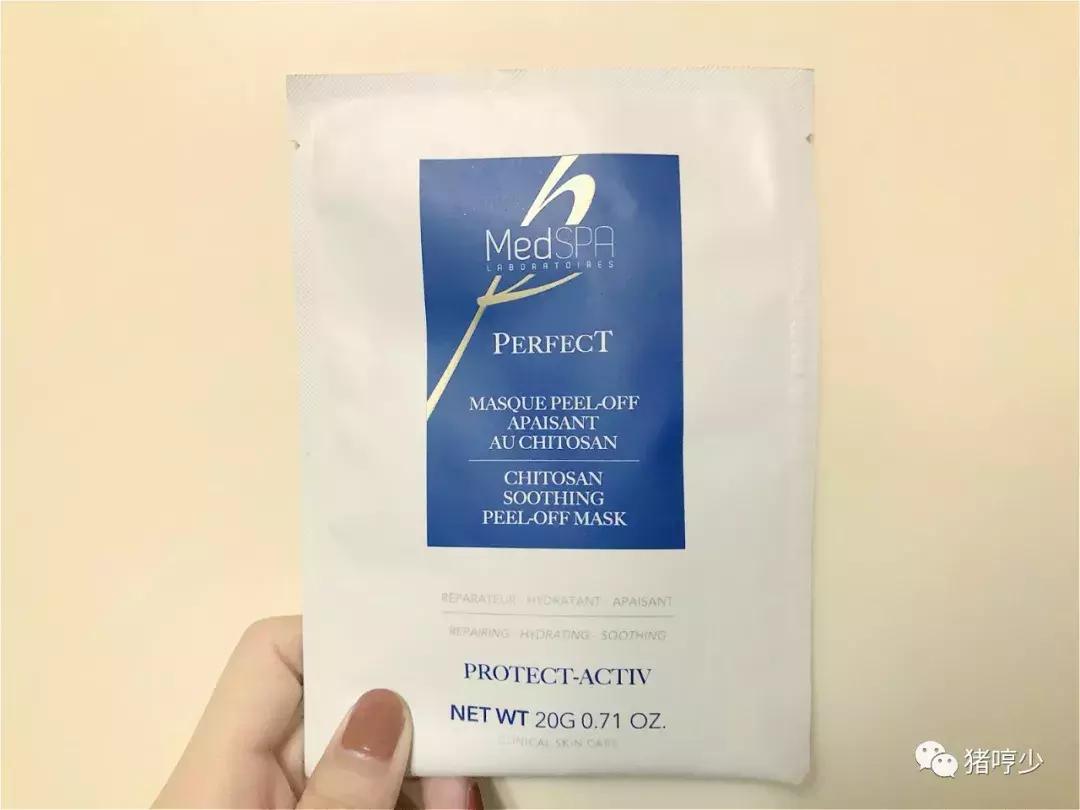 MedSPA
LABORATOIRES
PERFECT
MASQUE PEEL-OFF
APAISANT
AU CHITOSAN
CHITOSAN
SOOTHING
PEEL-OFF MASK
RÉPARATEUR · HYDRATANT · APAISANT
REPAIRING · HYDRATING · SOOTHING
PROTECT-ACTIV
NET WT 20G 0.71 OZ.
CLINICAL SKIN CARE
猪哼少